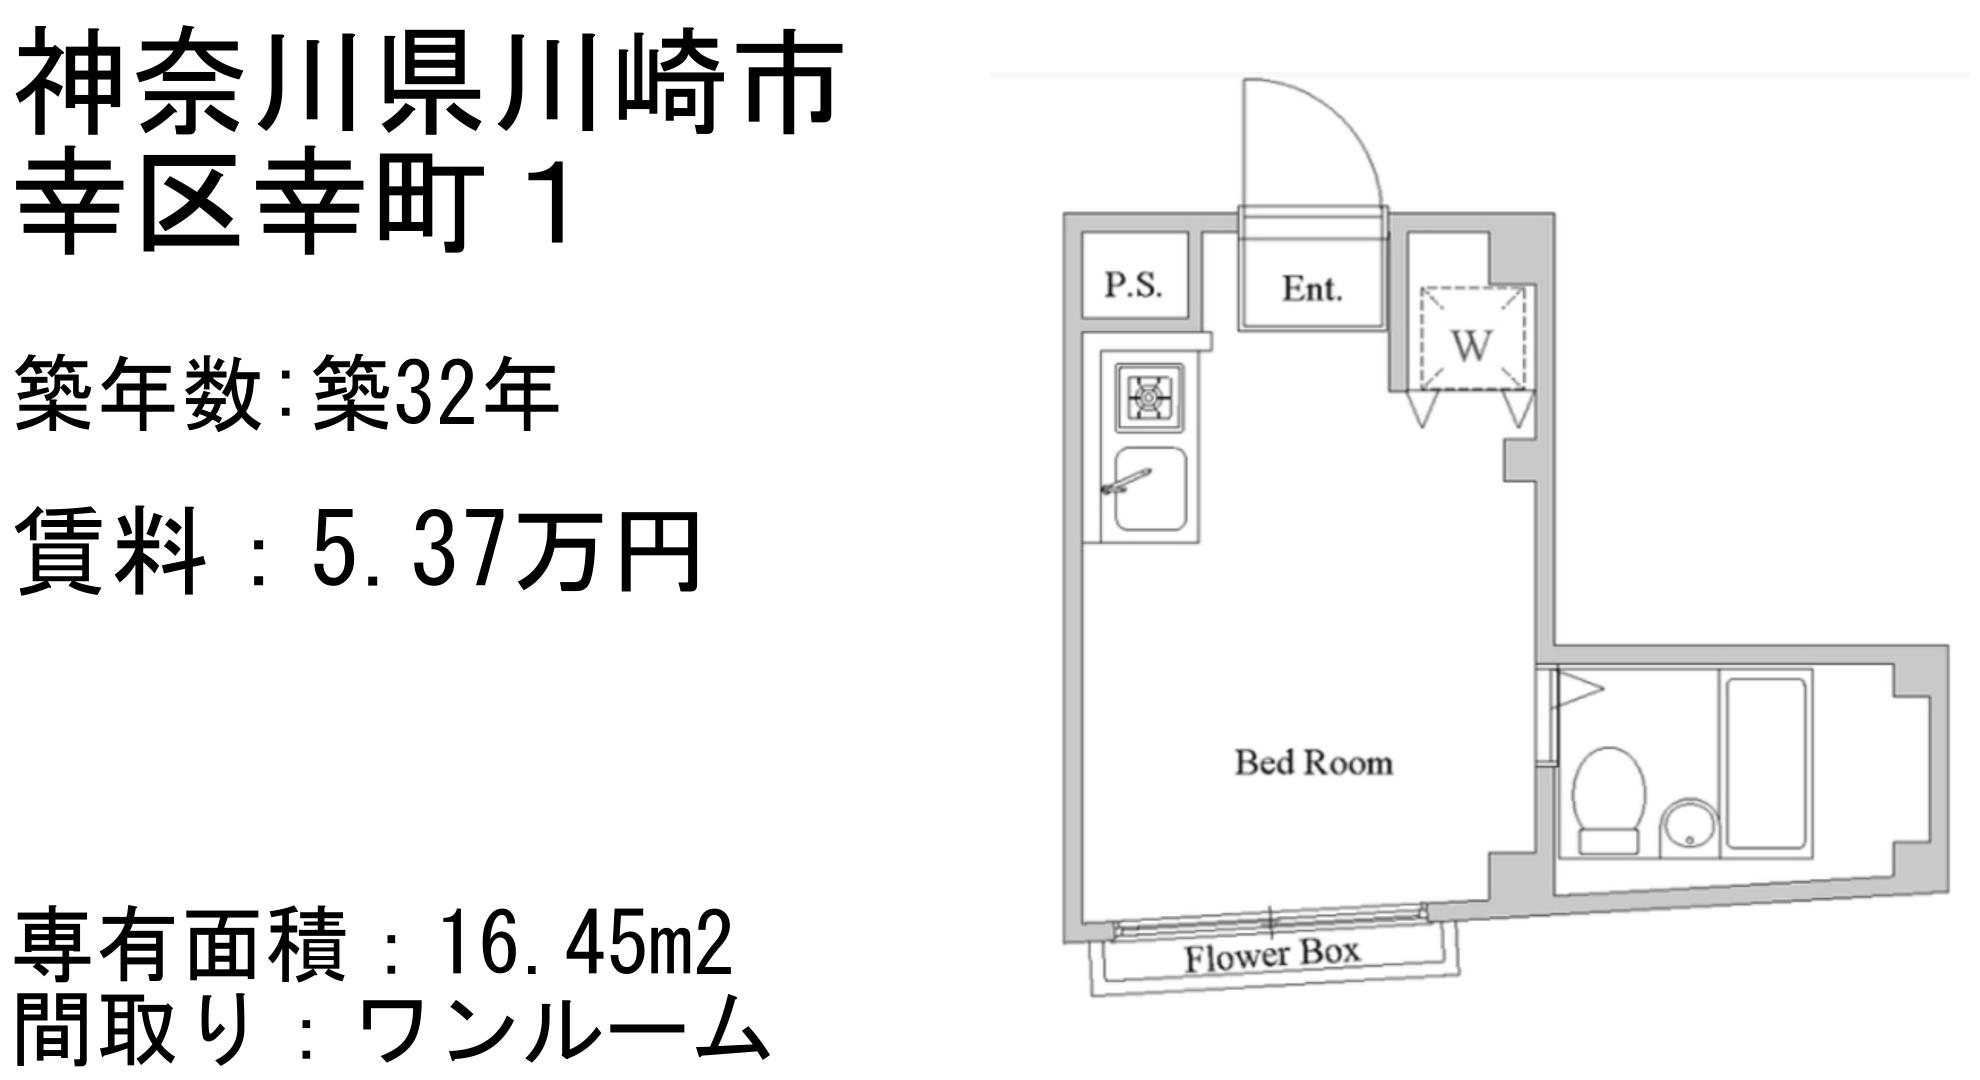 神奈川県川崎市
幸区幸町１
築年数:築32年
賃料：5.37万円
専有面積：16.45m2
間取り：ワンルーム
P.S.
Ent.
W
Bed Room
Flower Box